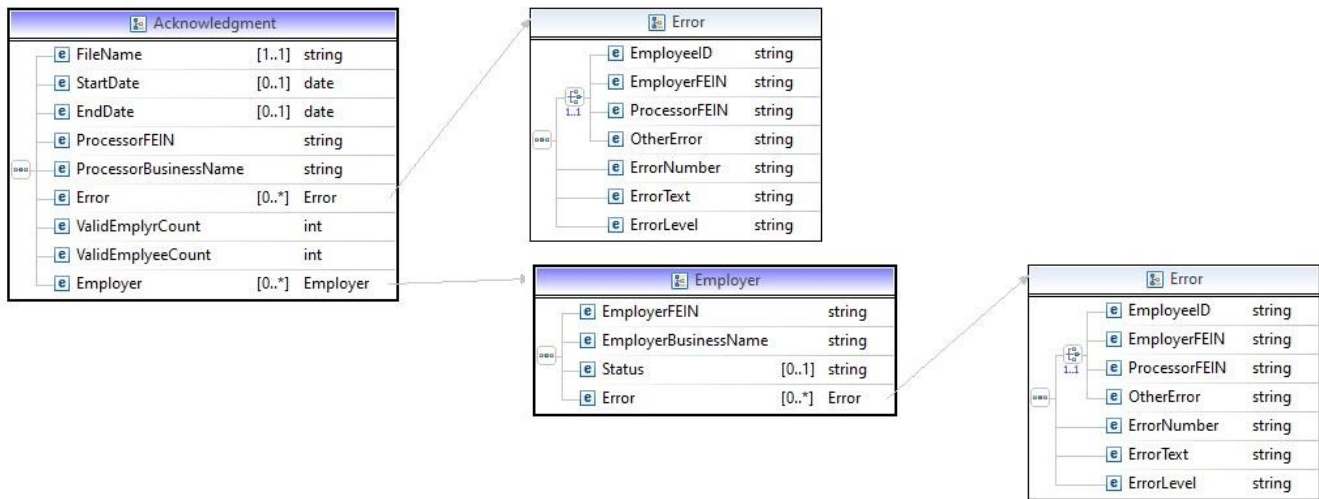 Acknowledgment
FileName [1..1] string
StartDate [0..1] date
EndDate [0..1] date
ProcessorFEIN string
ProcessorBusinessName string
Error [0..*] Error
ValidEmplyrCount int
ValidEmplyeeCount int
Employer [0..*] Employer
Error
EmployeeID string
EmployerFEIN string
1..1
ProcessorFEIN string
OtherError string
ErrorNumber string
ErrorText string
ErrorLevel string
Employer
EmployerFEIN string
EmployerBusinessName string
Status [0..1] string
Error [0..*] Error
Error
EmployeeID string
EmployerFEIN string
1..1
ProcessorFEIN string
OtherError string
ErrorNumber string
ErrorText string
ErrorLevel string